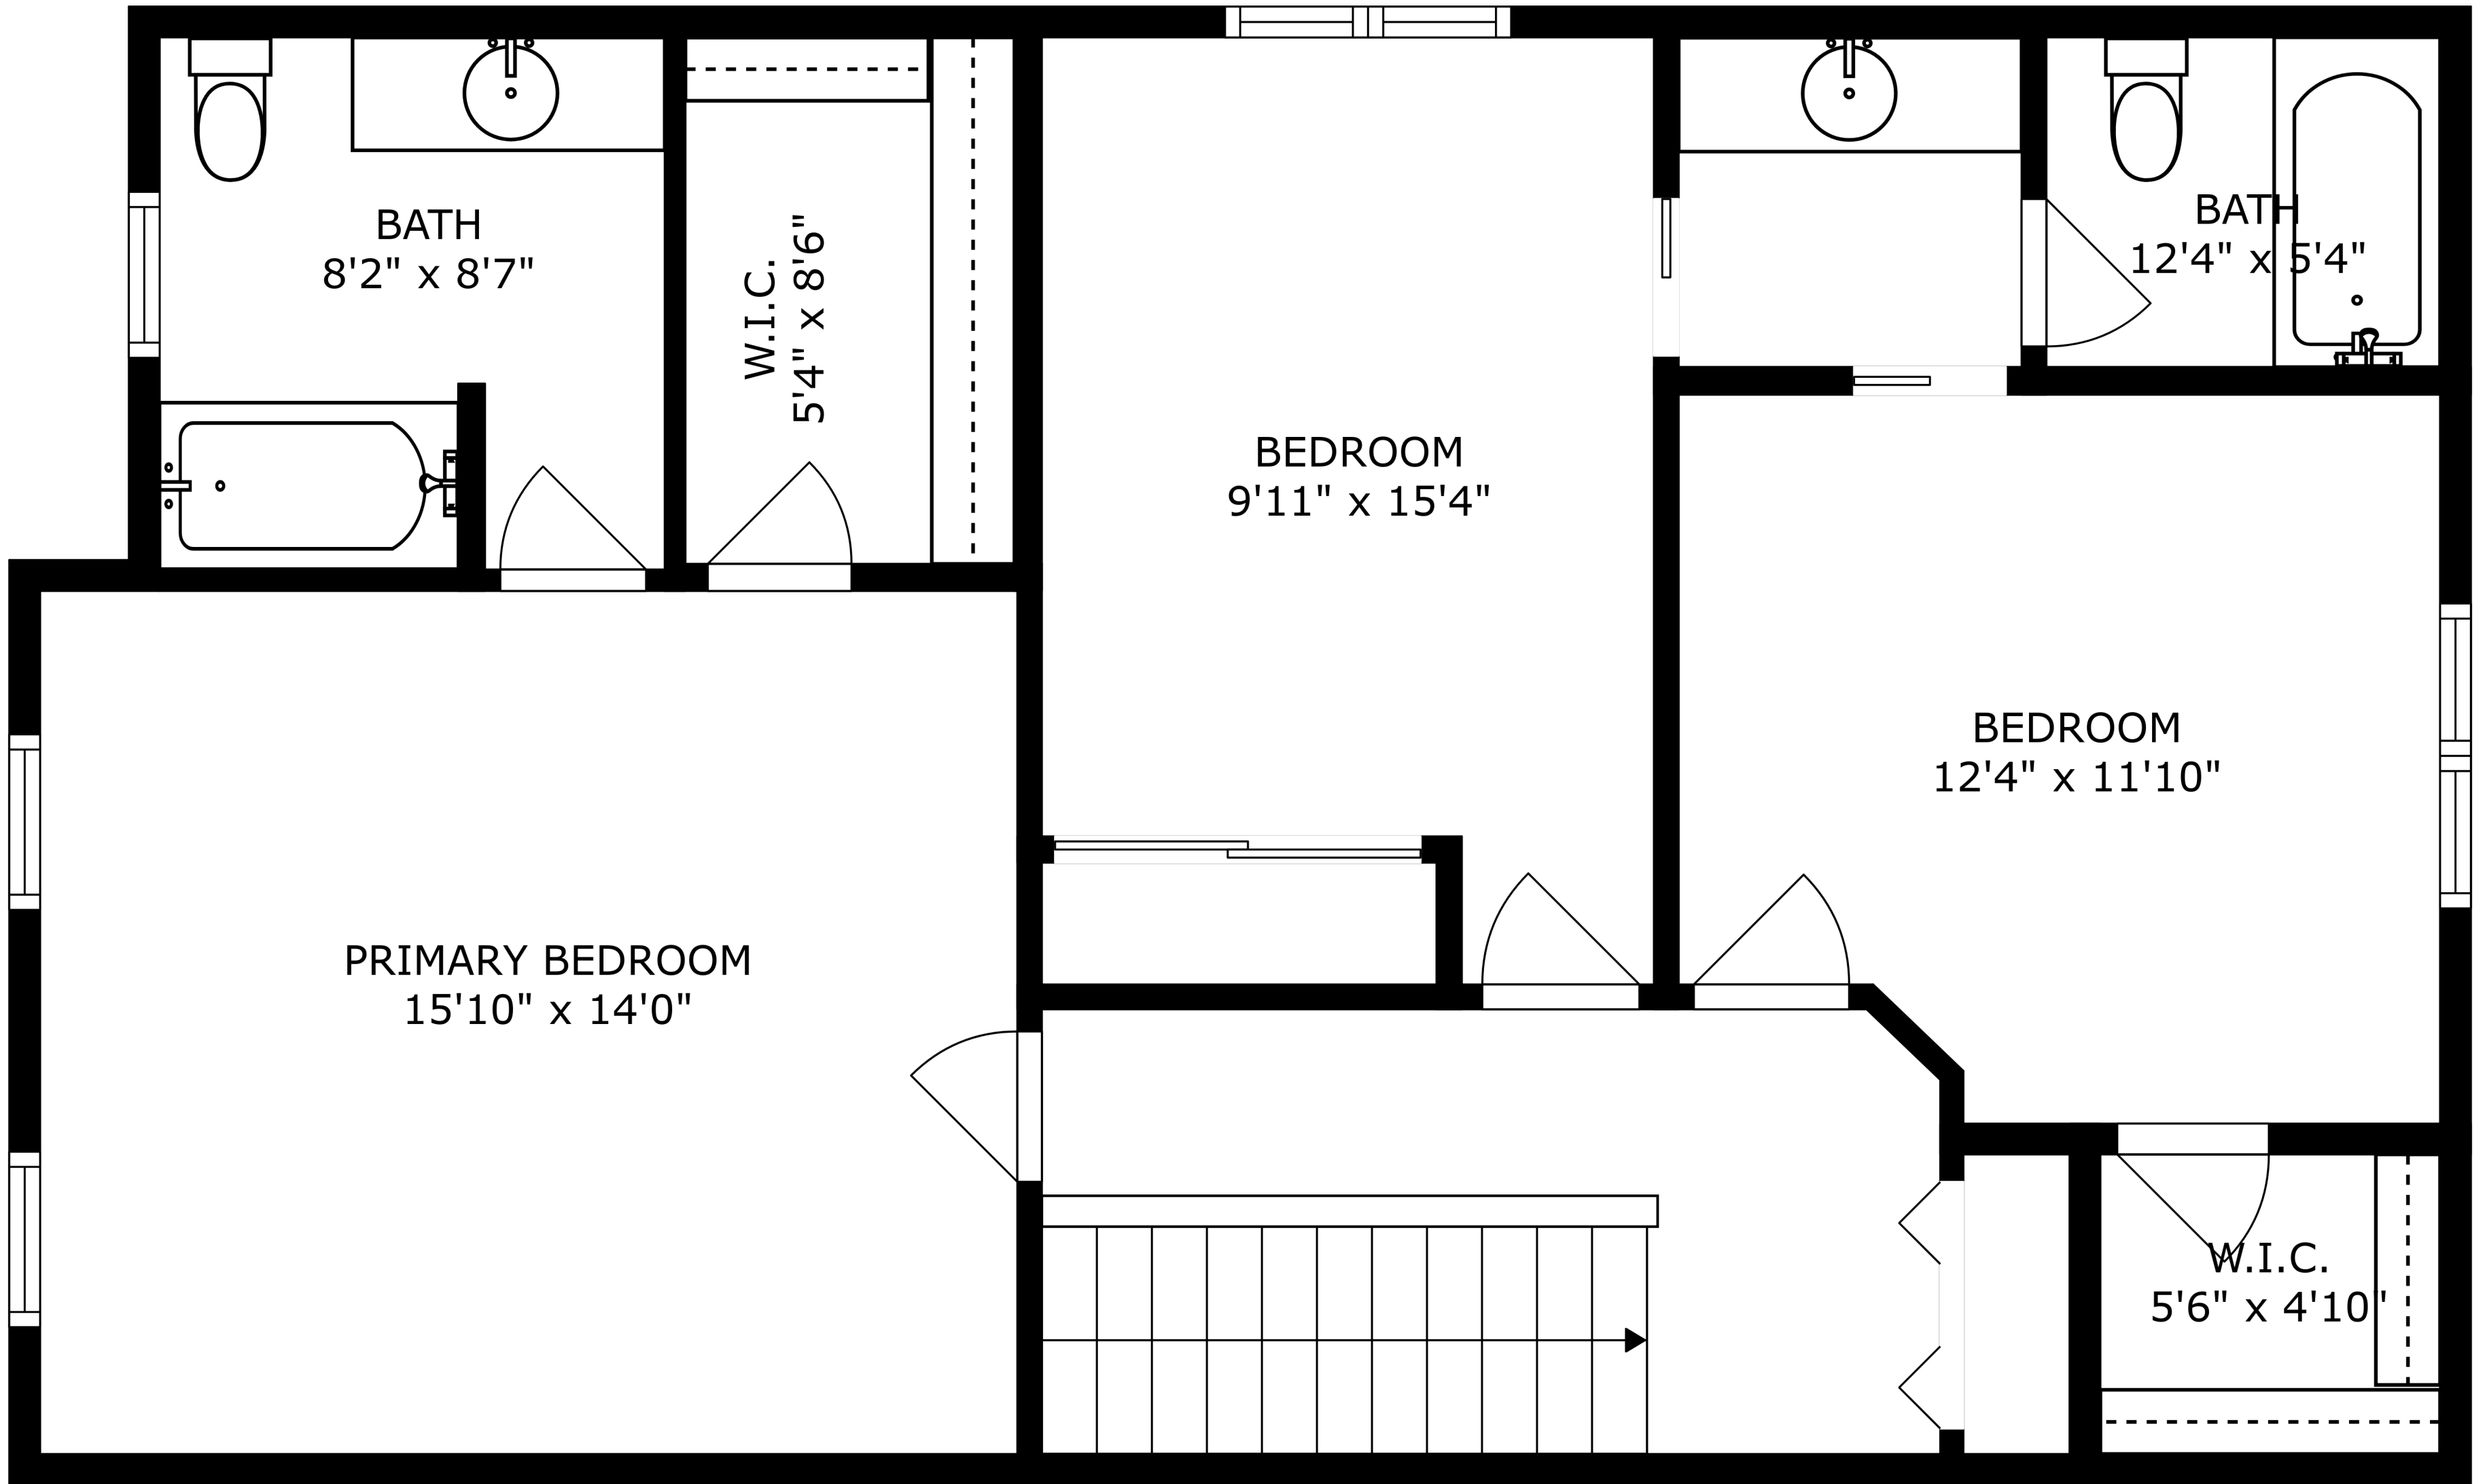 BATH
8'2" x 8'7"
W.I.C.
5'4" x 8'6"
BATH
12'4" x 5'4"
BEDROOM
9'11" x 15'4"
BEDROOM
12'4" x 11'10"
PRIMARY BEDROOM
15'10" x 14'0"
W.I.C.
5'6" x 4'10"